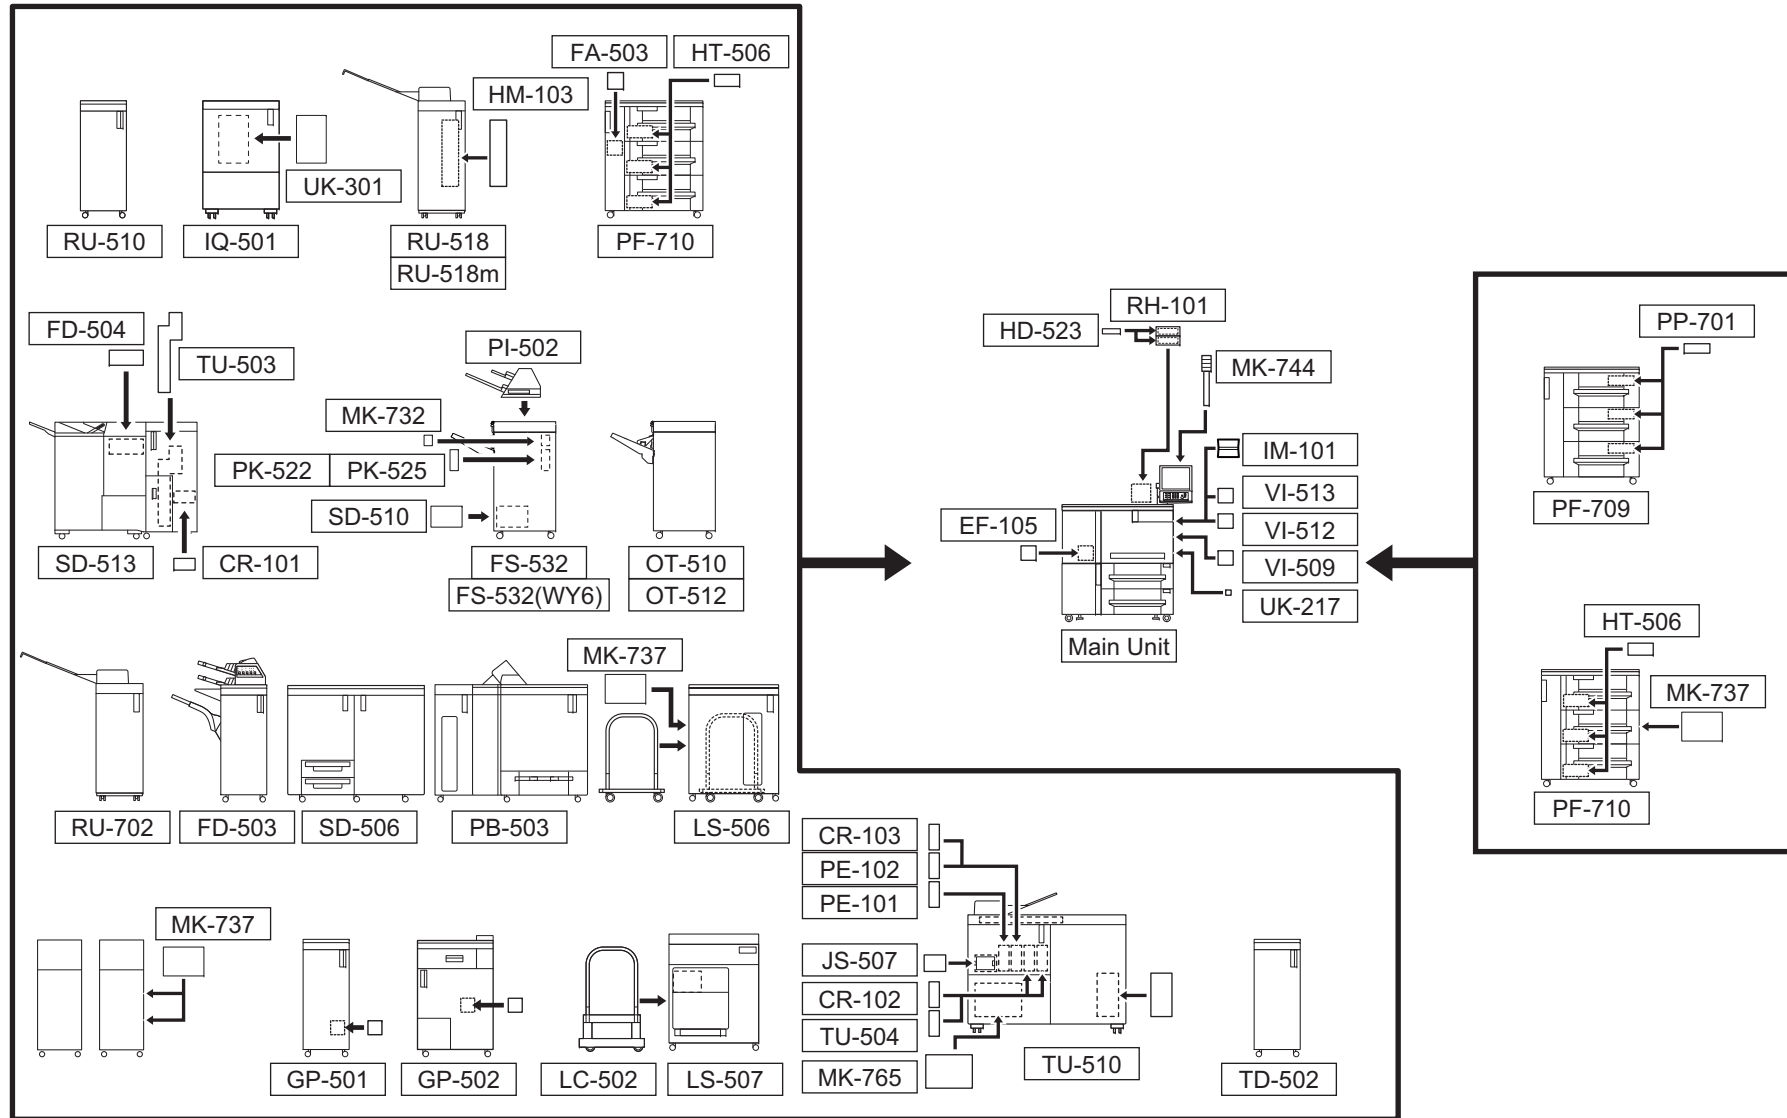 FA-503
HT-506
HM-103
UK-301
RU-510
IQ-501
RU-518
RU-518m
PF-710
FD-504
TU-503
PI-502
MK-732
PK-522
PK-525
SD-510
SD-513
CR-101
FS-532
FS-532(WY6)
OT-510
OT-512
MK-737
RU-702
FD-503
SD-506
PB-503
LS-506
MK-737
GP-501
GP-502
LC-502
LS-507
CR-103
PE-102
PE-101
JS-507
CR-102
TU-504
MK-765
TU-510
TD-502
RH-101
HD-523
MK-744
IM-101
VI-513
VI-512
VI-509
UK-217
EF-105
Main Unit
PP-701
PF-709
HT-506
MK-737
PF-710